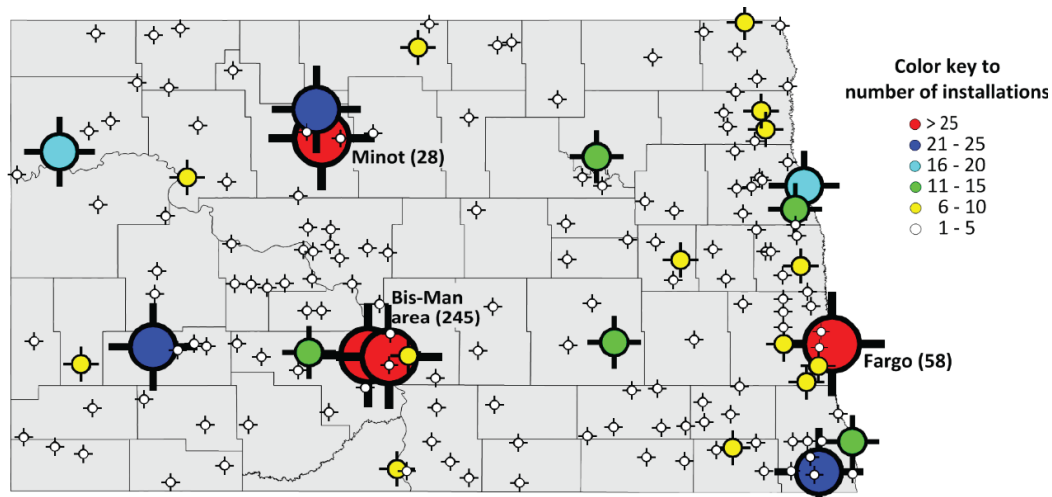 Color key to
number of installations
> 25
21 - 25
16 - 20
11 - 15
6 - 10
1 - 5
Minot (28)
Bis-Man
area (245)
Fargo (58)